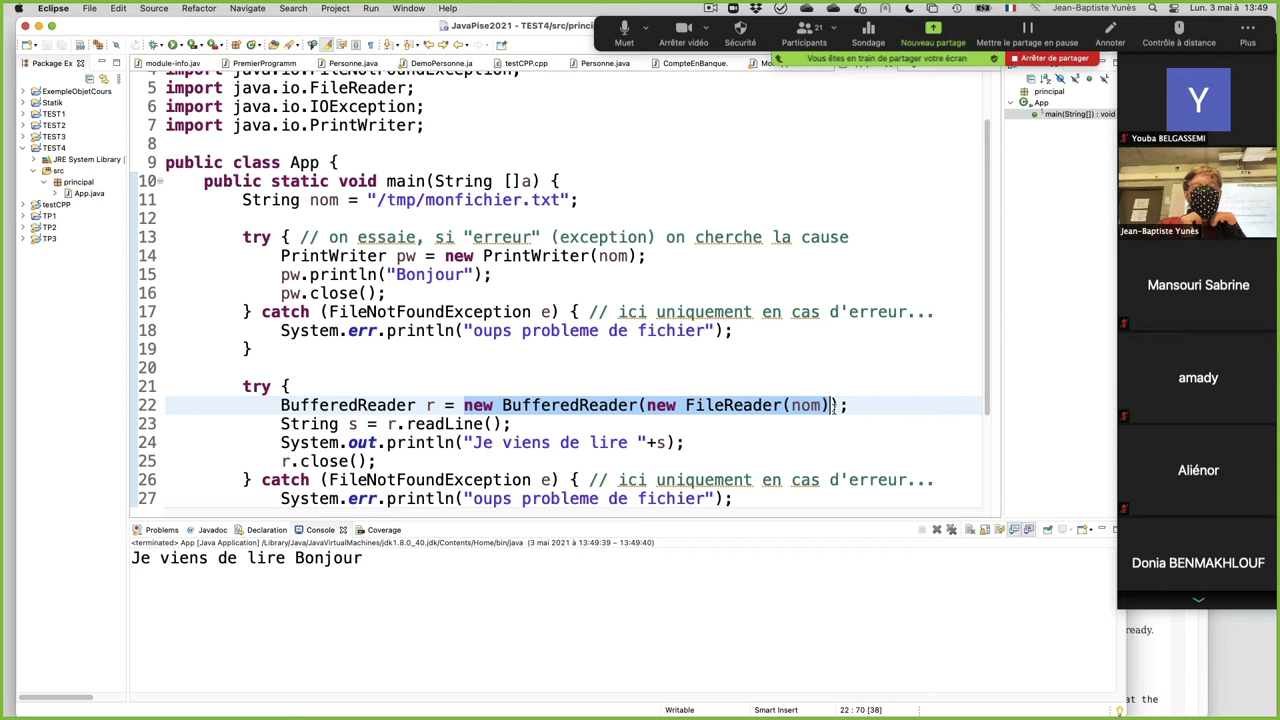 Eclipse File Edit Source Refactor Navigate Search Project Run Window Help Jean-Baptiste Yunès Lun. 3 mai à 13:49
JavaPise2021 - TEST4/src/princi
Muet Arrêter vidéo Sécurité Participants 21 Sondage Nouveau partage Mettre le partage en pause Annoter Contrôle à distance Plus
Vous êtes en train de partager votre écran Arrêter de partager
Package Ex
module-info.jav PremierProgramm Personne.java DemoPersonne.ja testCPP.cpp module.java CompteEnBanque.
ExempleObjetCours
Statik
TEST1
TEST2
TEST3
TEST4
JRE System Library [
src
principal
App.java
testCPP
TP1
TP2
TP3
4 import java.io.FileNotFoundException;
5 import java.io.FileReader;
6 import java.io.IOException;
7 import java.io.PrintWriter;
8
9 public class App {
10 public static void main(String []a) {
11 String nom = "/tmp/monfichier.txt";
12
13 try { // on essaie, si "erreur" (exception) on cherche la cause
14 PrintWriter pw = new PrintWriter(nom);
15 pw.println("Bonjour");
16 pw.close();
17 } catch (FileNotFoundException e) { // ici uniquement en cas d'erreur...
18 System.err.println("oups probleme de fichier");
19 }
20
21 try {
22 BufferedReader r = new BufferedReader(new FileReader(nom));
23 String s = r.readLine();
24 System.out.println("Je viens de lire "+s);
25 r.close();
26 } catch (FileNotFoundException e) { // ici uniquement en cas d'erreur...
27 System.err.println("oups probleme de fichier");
principal
App
main(String[]) : void
Problems Javadoc Declaration Console Coverage
<terminated> App [Java Application] /Library/Java/JavaVirtualMachines/jdk1.8.0_40.jdk/Contents/Home/bin/java (3 mai 2021 à 13:49:39 – 13:49:40)
Je viens de lire Bonjour
Writable Smart Insert 22 : 70 [38]
Y
Youba BELGASSEMI
Jean-Baptiste Yunès
Mansouri Sabrine
amady
Aliénor
Donia BENMAKHLOUF
ready.
at the